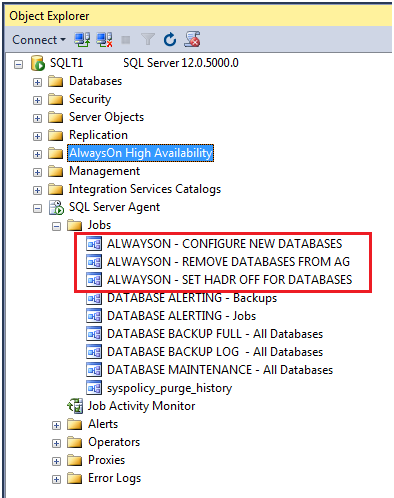 Object Explorer
Connect
SQLT1 SQL Server 12.0.5000.0
Databases
Security
Server Objects
Replication
AlwaysOn High Availability
Management
Integration Services Catalogs
SQL Server Agent
Jobs
ALWAYSON - CONFIGURE NEW DATABASES
ALWAYSON - REMOVE DATABASES FROM AG
ALWAYSON - SET HADR OFF FOR DATABASES
DATABASE ALERTING - Backups
DATABASE ALERTING - Jobs
DATABASE BACKUP FULL - All Databases
DATABASE BACKUP LOG  - All Databases
DATABASE MAINTENANCE - All Databases
syspolicy_purge_history
Job Activity Monitor
Alerts
Operators
Proxies
Error Logs